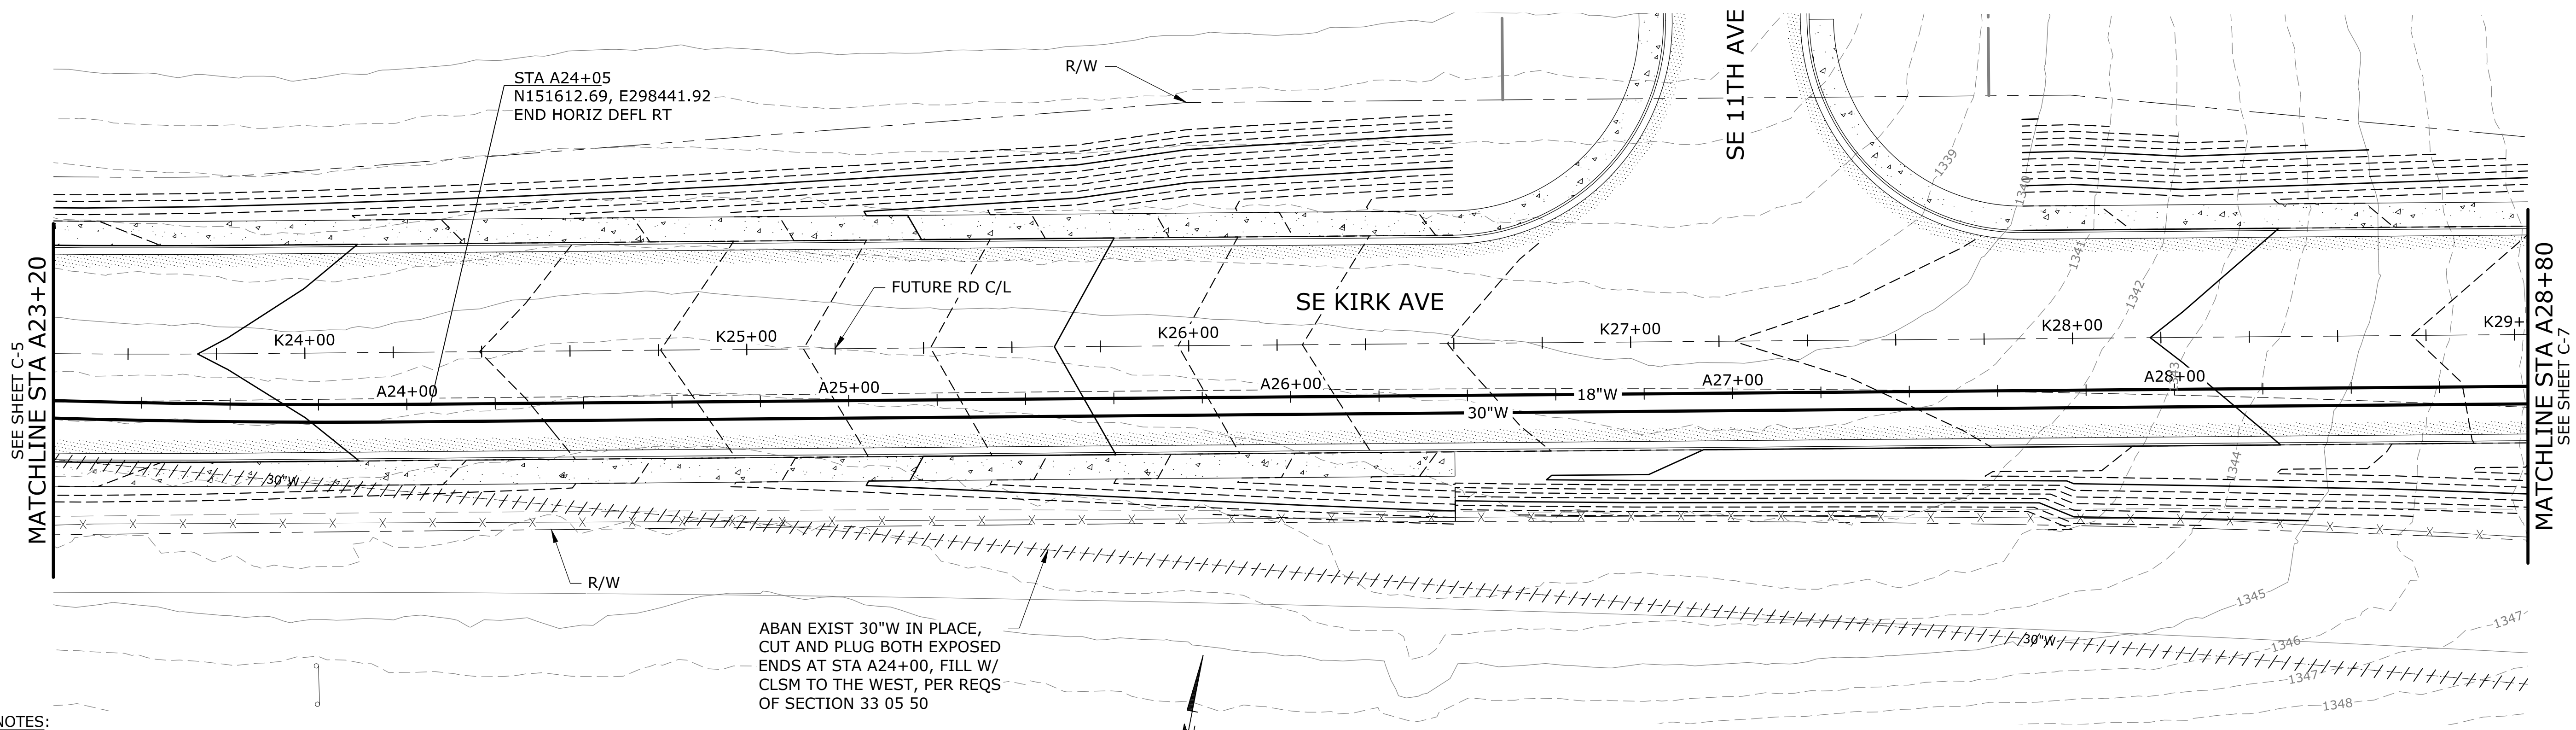 SE 11TH AVE
R/W
STA A24+05
N151612.69, E298441.92
END HORIZ DEFL RT
1339
1340
1341
1342
1343
1344
1345
1346
1347
1347
1348
SEE SHEET C-5
MATCHLINE STA A23+20
FUTURE RD C/L
SE KIRK AVE
K24+00
K25+00
K26+00
K27+00
K28+00
K29+
A24+00
A25+00
A26+00
A27+00
A28+00
18"W
30"W
30"W
30"W
MATCHLINE STA A28+80
SEE SHEET C-7
R/W
ABAN EXIST 30"W IN PLACE,
CUT AND PLUG BOTH EXPOSED
ENDS AT STA A24+00, FILL W/
CLSM TO THE WEST, PER REQS
OF SECTION 33 05 50
NOTES: